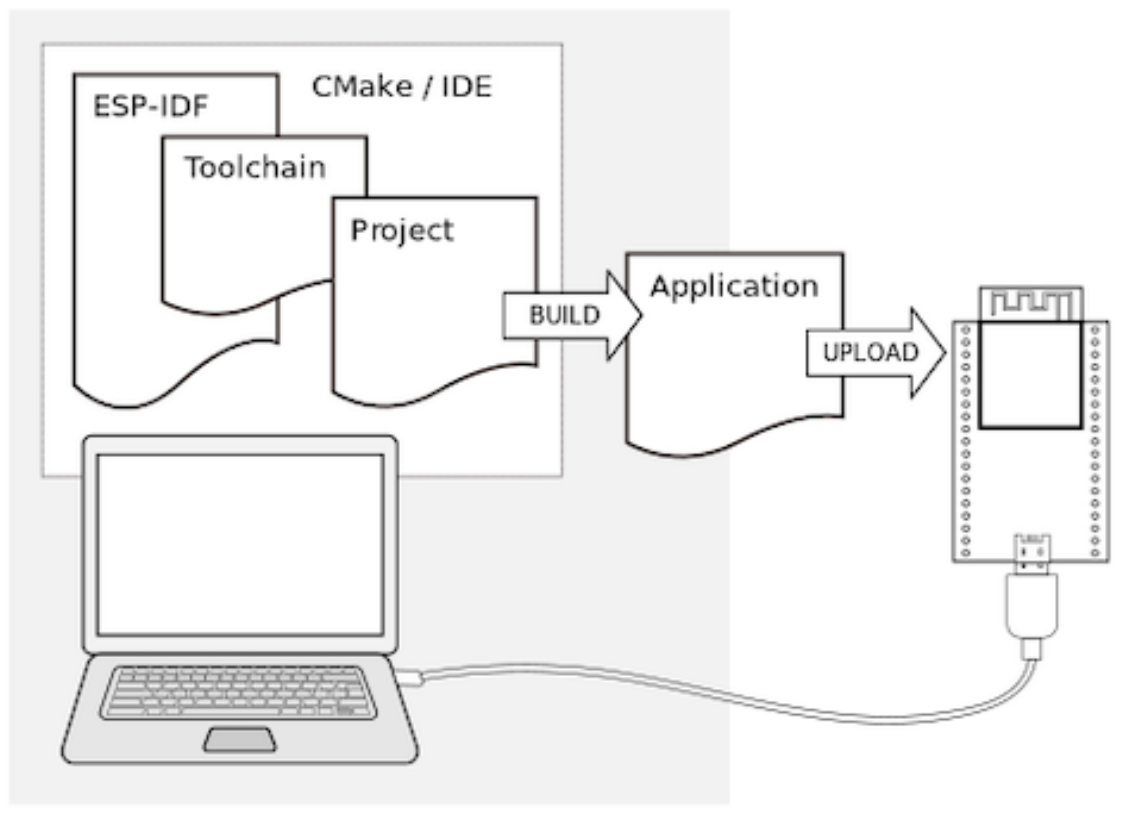 CMake / IDE
ESP-IDF
Toolchain
Project
BUILD
Application
UPLOAD